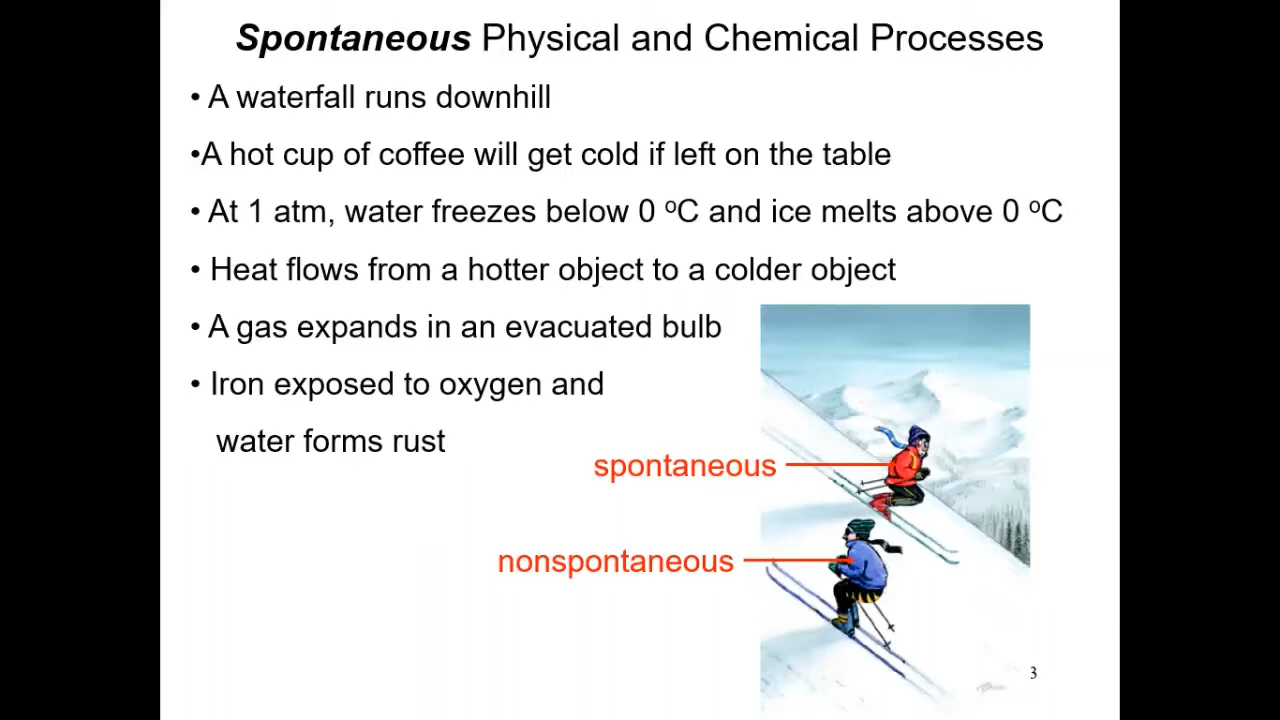 Spontaneous Physical and Chemical Processes
• A waterfall runs downhill
•A hot cup of coffee will get cold if left on the table
• At 1 atm, water freezes below 0 ºC and ice melts above 0 ºC
• Heat flows from a hotter object to a colder object
• A gas expands in an evacuated bulb
• Iron exposed to oxygen and
water forms rust
spontaneous
nonspontaneous
3